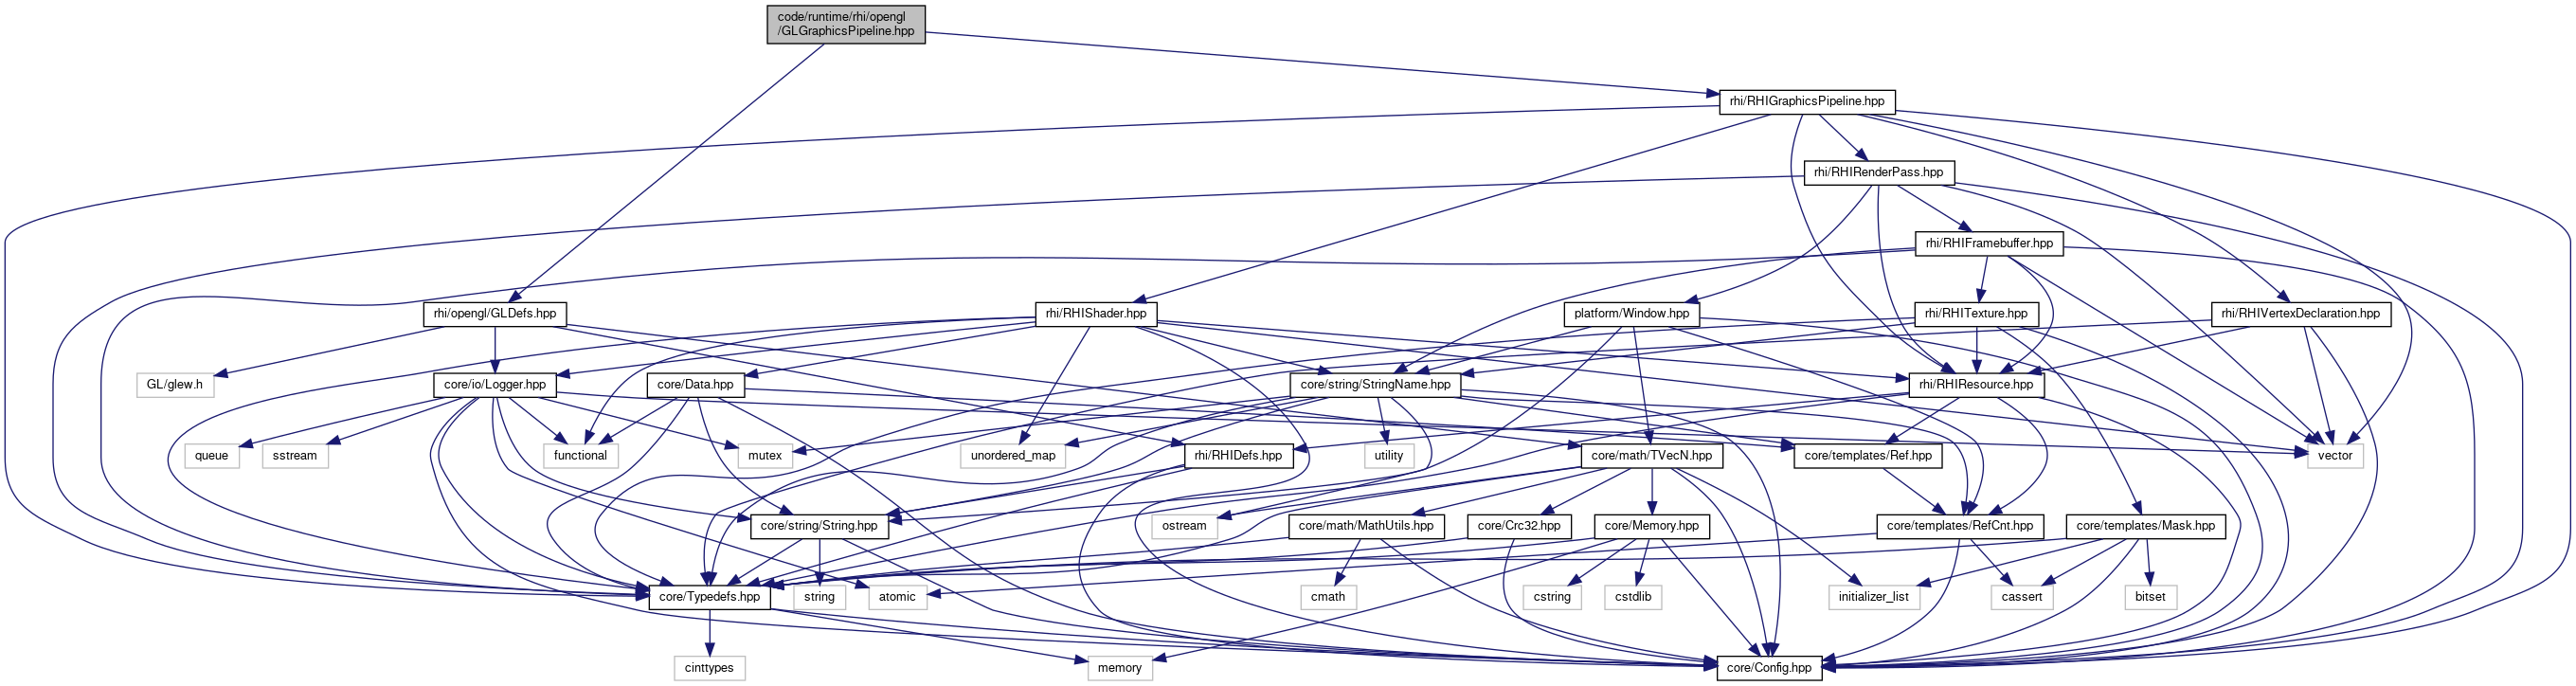 code/runtime/rhi/opengl
/GLGraphicsPipeline.hpp
rhi/RHIGraphicsPipeline.hpp
rhi/RHIRenderPass.hpp
rhi/RHIFramebuffer.hpp
rhi/opengl/GLDefs.hpp
rhi/RHIShader.hpp
platform/Window.hpp
rhi/RHITexture.hpp
rhi/RHIVertexDeclaration.hpp
GL/glew.h
core/io/Logger.hpp
core/Data.hpp
core/string/StringName.hpp
rhi/RHIResource.hpp
queue
sstream
functional
mutex
unordered_map
rhi/RHIDefs.hpp
utility
core/math/TVecN.hpp
core/templates/Ref.hpp
vector
core/string/String.hpp
ostream
core/math/MathUtils.hpp
core/Crc32.hpp
core/Memory.hpp
core/templates/RefCnt.hpp
core/templates/Mask.hpp
core/Typedefs.hpp
string
atomic
cmath
cstring
cstdlib
initializer_list
cassert
bitset
cinttypes
memory
core/Config.hpp